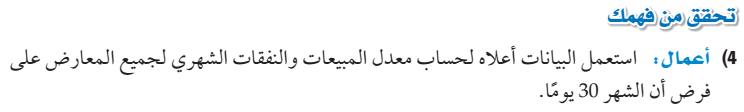 تحقق من فهمك
4) أعمال: استعمل البيانات أعلاه لحساب معدل المبيعات والنفقات الشهري لجميع المعارض على
فرض أن الشهر 30 يومًا.